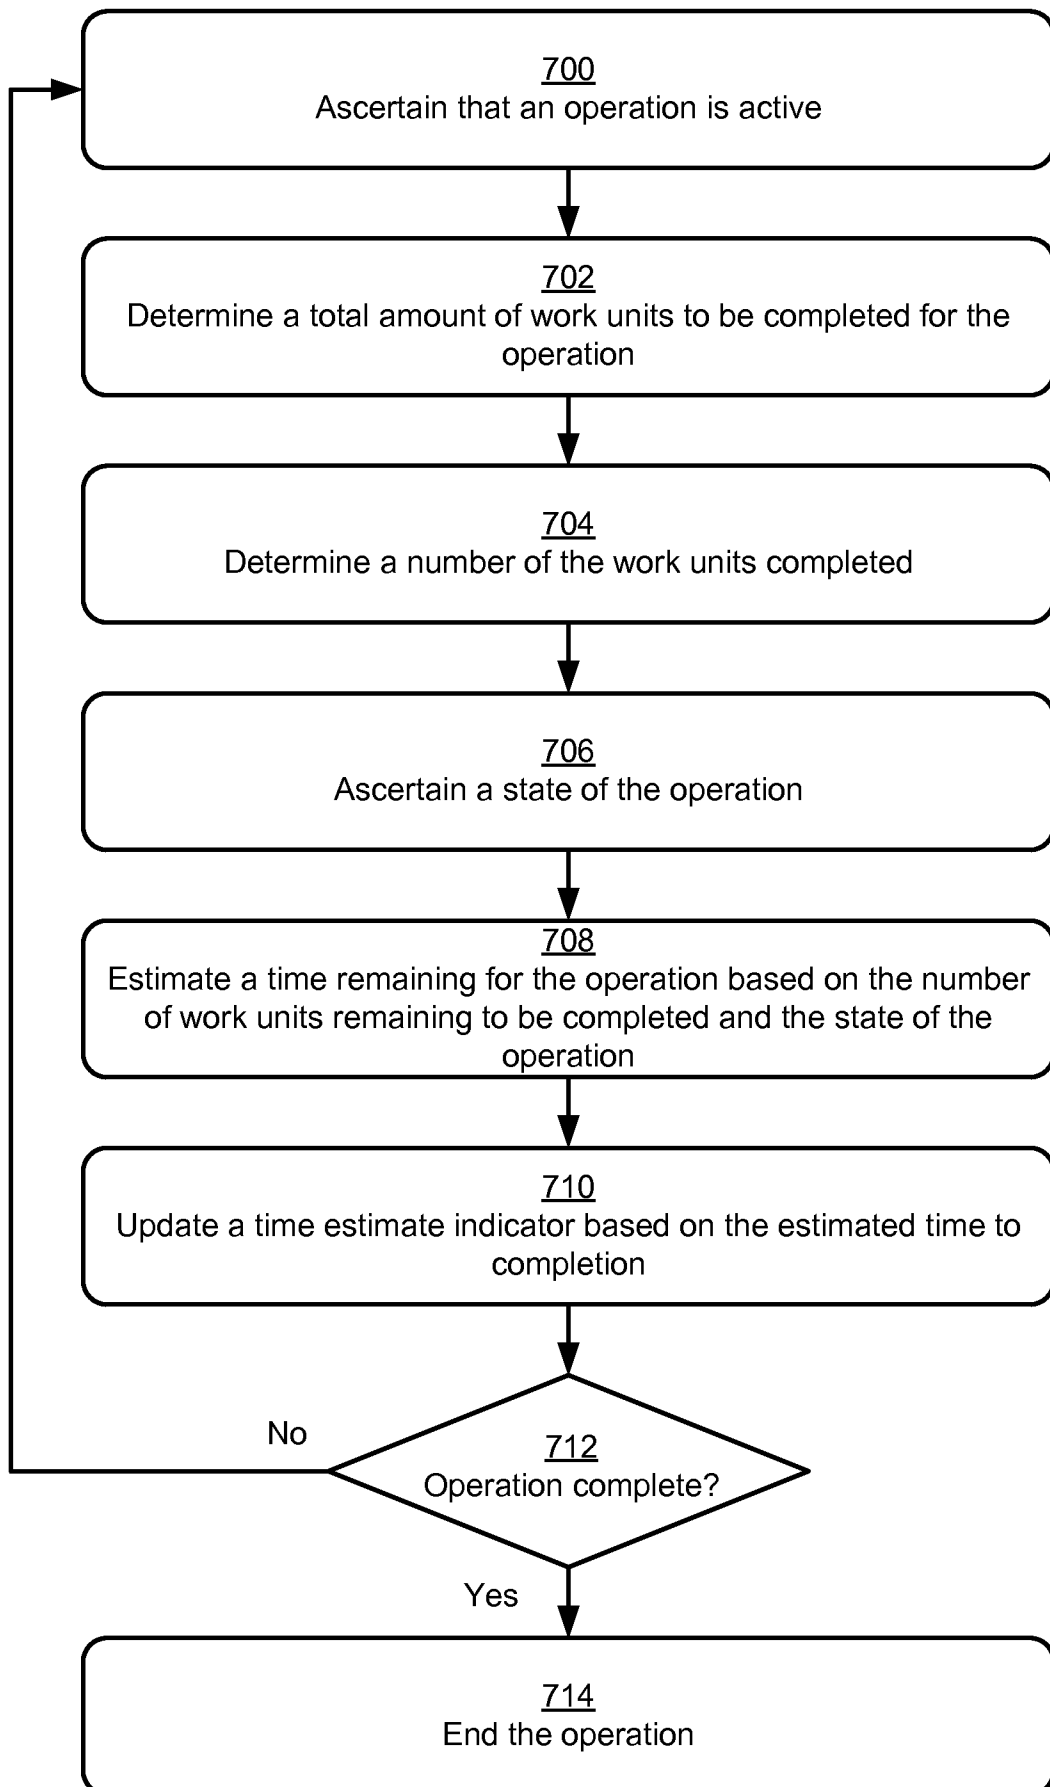 700
Ascertain that an operation is active
702
Determine a total amount of work units to be completed for the
operation
704
Determine a number of the work units completed
706
Ascertain a state of the operation
708
Estimate a time remaining for the operation based on the number
of work units remaining to be completed and the state of the
operation
710
Update a time estimate indicator based on the estimated time to
completion
No
712
Operation complete?
Yes
714
End the operation